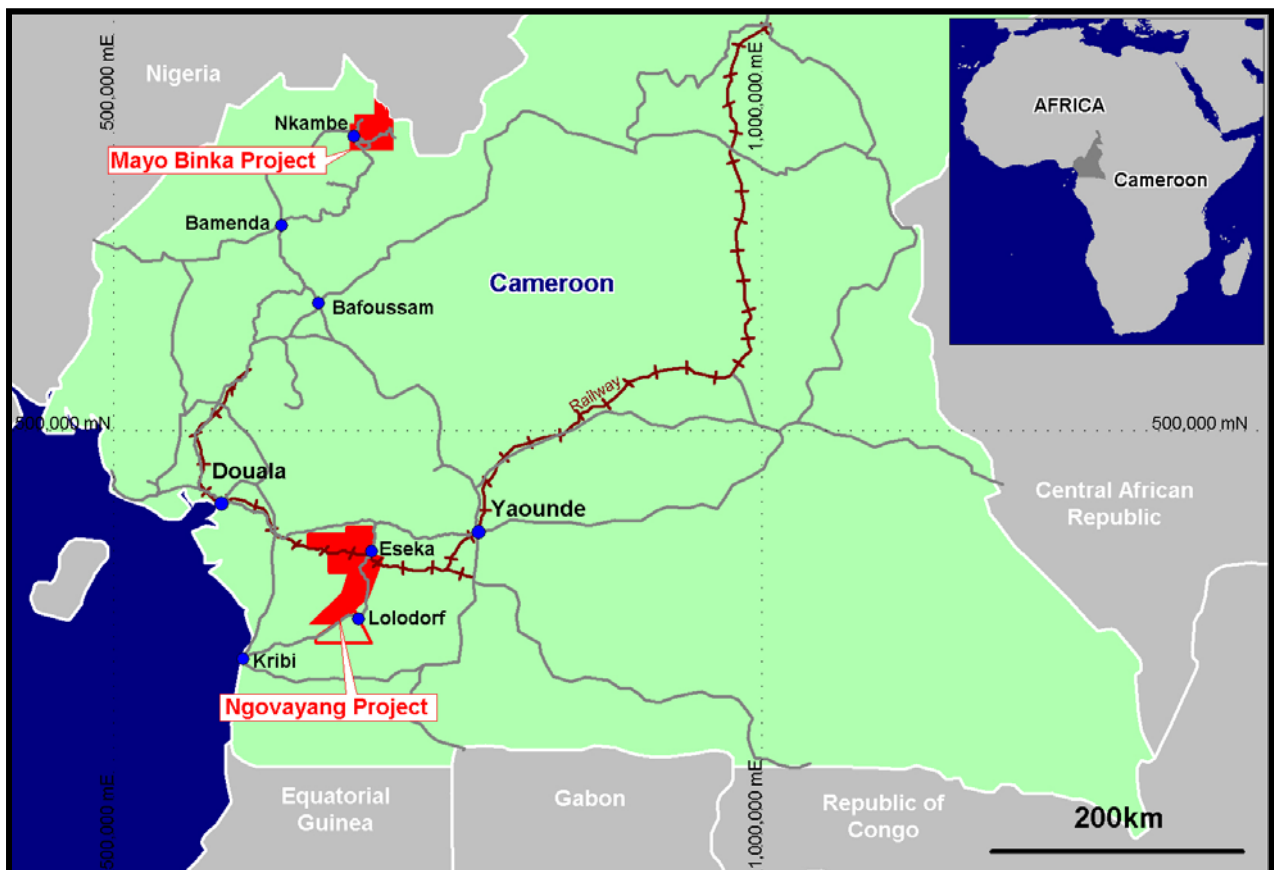 Nigeria
500,000 mE
1,000,000 mE
AFRICA
Cameroon
Nkambe
Mayo Binka Project
Bamenda
Cameroon
Bafoussam
Railway
500,000 mN
500,000 mN
Douala
Central African
Republic
Yaounde
Eseka
Lolodorf
Kribi
Ngovayang Project
Equatorial
Guinea
Gabon
Republic of
Congo
200km
500,000 mE
1,000,000 mE